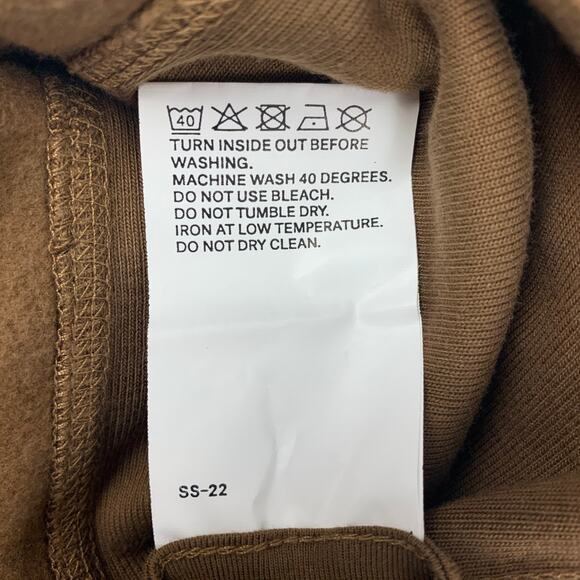 40
TURN INSIDE OUT BEFORE
WASHING.
MACHINE WASH 40 DEGREES.
DO NOT USE BLEACH.
DO NOT TUMBLE DRY.
IRON AT LOW TEMPERATURE.
DO NOT DRY CLEAN.
SS-22